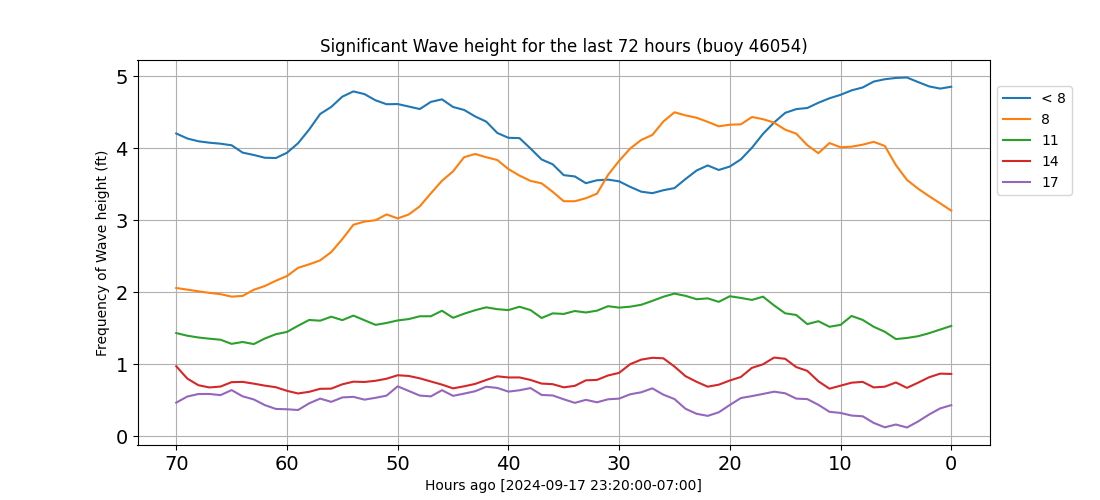 Significant Wave height for the last 72 hours (buoy 46054)
Frequency of Wave height (ft)
5
4
3
2
1
0
70 60 50 40 30 20 10 0
Hours ago [2024-09-17 23:20:00-07:00]
< 8
8
11
14
17